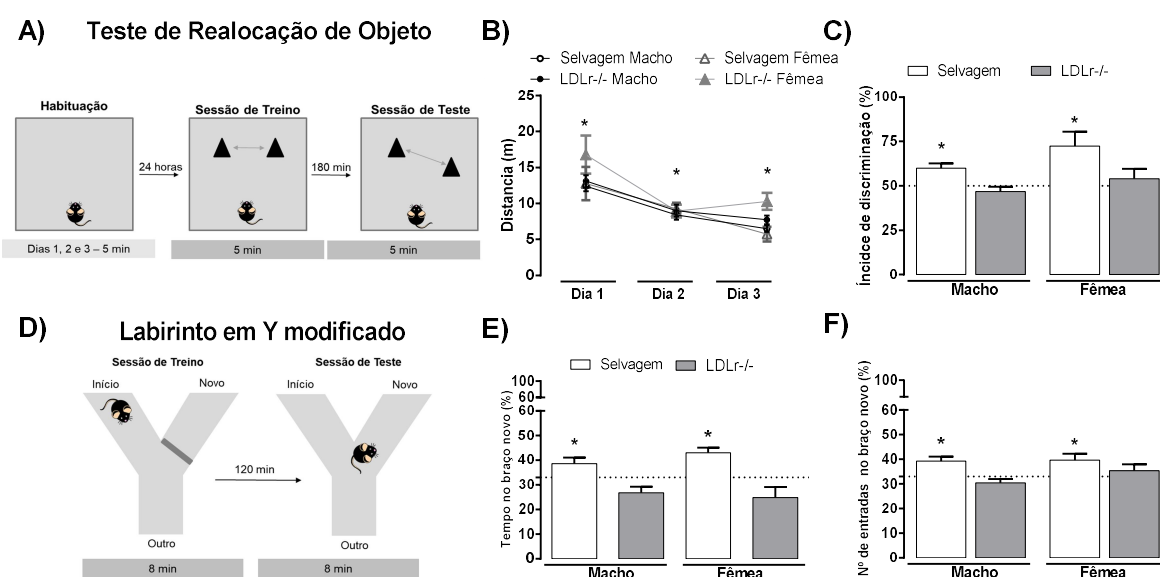 A) Teste de Realocação de Objeto
Habituação
Sessão de Treino
Sessão de Teste
24 horas
180 min
Dias 1, 2 e 3 – 5 min
5 min
5 min
B)
Selvagem Macho
Selvagem Fêmea
LDLr-/- Macho
LDLr-/- Fêmea
Distancia (m)
25
20
15
10
5
0
*
*
*
Dia 1
Dia 2
Dia 3
C)
Selvagem
LDLr-/-
Íncidce de discriminação (%)
100
75
50
25
0
*
*
Macho
Fêmea
D) Labirinto em Y modificado
Sessão de Treino
Sessão de Teste
Início
Novo
Início
Novo
120 min
Outro
Outro
8 min
8 min
E)
Selvagem
LDLr-/-
Tempo no braço novo (%)
100
60
60
50
40
30
20
10
0
*
*
Macho
Fêmea
F)
Nº de entradas no braço novo (%)
100
60
60
50
40
30
20
10
0
*
*
Macho
Fêmea